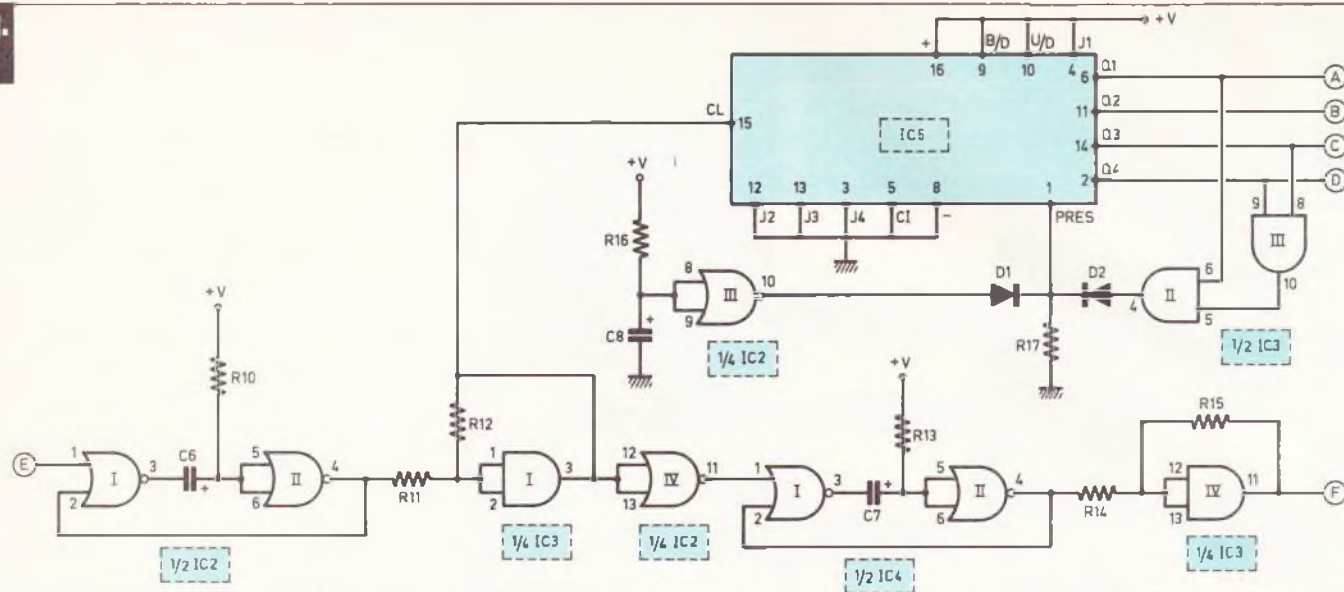 +V
+ B/D U/D J1
16 9 10 4
6 Q1 A
CL 15
11 Q2 B
IC5
14 Q3 C
2 Q4 D
+V
12 13 3 5 8 1
J2 J3 J4 CI - PRES
9 8
III
R16
10
8 III 10
9
D1 D2
4 II 6
5
+V
C8 +
R17
1/4 IC2
1/2 IC3
R10
+V
R12
R13
R15
E 1 I 3 C6 + 5 II 4
2 6
R11
1 I 3
2
12 IV 11
13
1 I 3
2
C7 +
5 II 4
6
R14
12 IV 11 F
13
1/2 IC2
1/4 IC3
1/4 IC2
1/2 IC4
1/4 IC3